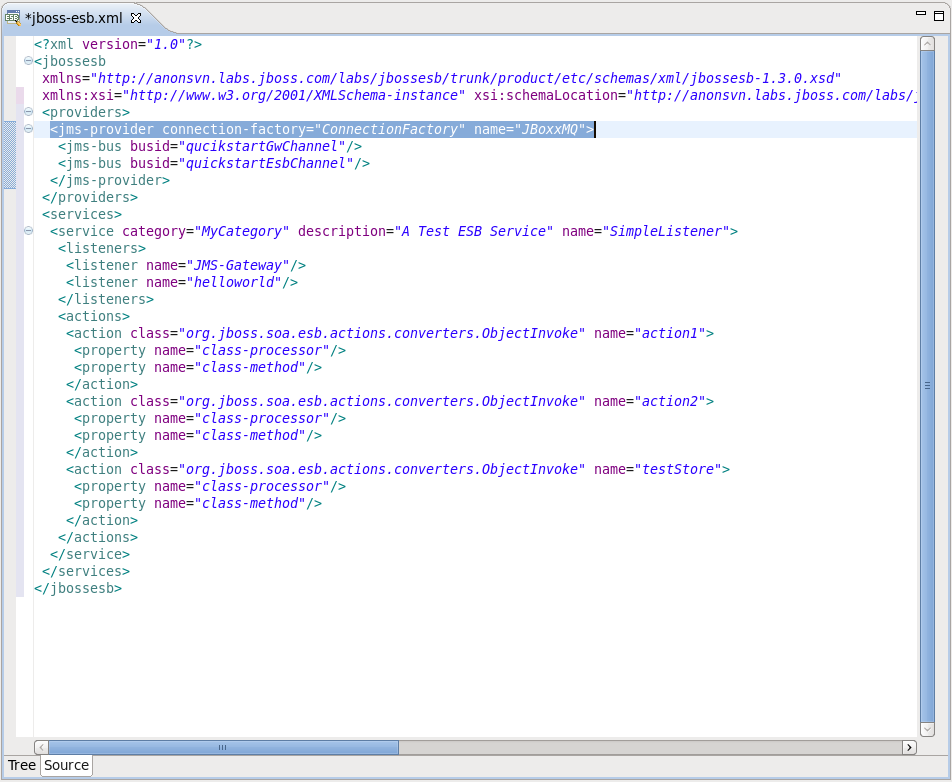 *jboss-esb.xml
<?xml version="1.0"?>
<jbossesb
xmlns="http://anonsvn.labs.jboss.com/labs/jbossesb/trunk/product/etc/schemas/xml/jbossesb-1.3.0.xsd"
xmlns:xsi="http://www.w3.org/2001/XMLSchema-instance" xsi:schemaLocation="http://anonsvn.labs.jboss.com/labs/
<providers>
<jms-provider connection-factory="ConnectionFactory" name="JBoxxMQ">
<jms-bus busid="qucikstartGwChannel"/>
<jms-bus busid="quickstartEsbChannel"/>
</jms-provider>
</providers>
<services>
<service category="MyCategory" description="A Test ESB Service" name="SimpleListener">
<listeners>
<listener name="JMS-Gateway"/>
<listener name="helloworld"/>
</listeners>
<actions>
<action class="org.jboss.soa.esb.actions.converters.ObjectInvoke" name="action1">
<property name="class-processor"/>
<property name="class-method"/>
</action>
<action class="org.jboss.soa.esb.actions.converters.ObjectInvoke" name="action2">
<property name="class-processor"/>
<property name="class-method"/>
</action>
<action class="org.jboss.soa.esb.actions.converters.ObjectInvoke" name="testStore">
<property name="class-processor"/>
<property name="class-method"/>
</action>
</actions>
</service>
</services>
</jbossesb>
Tree Source